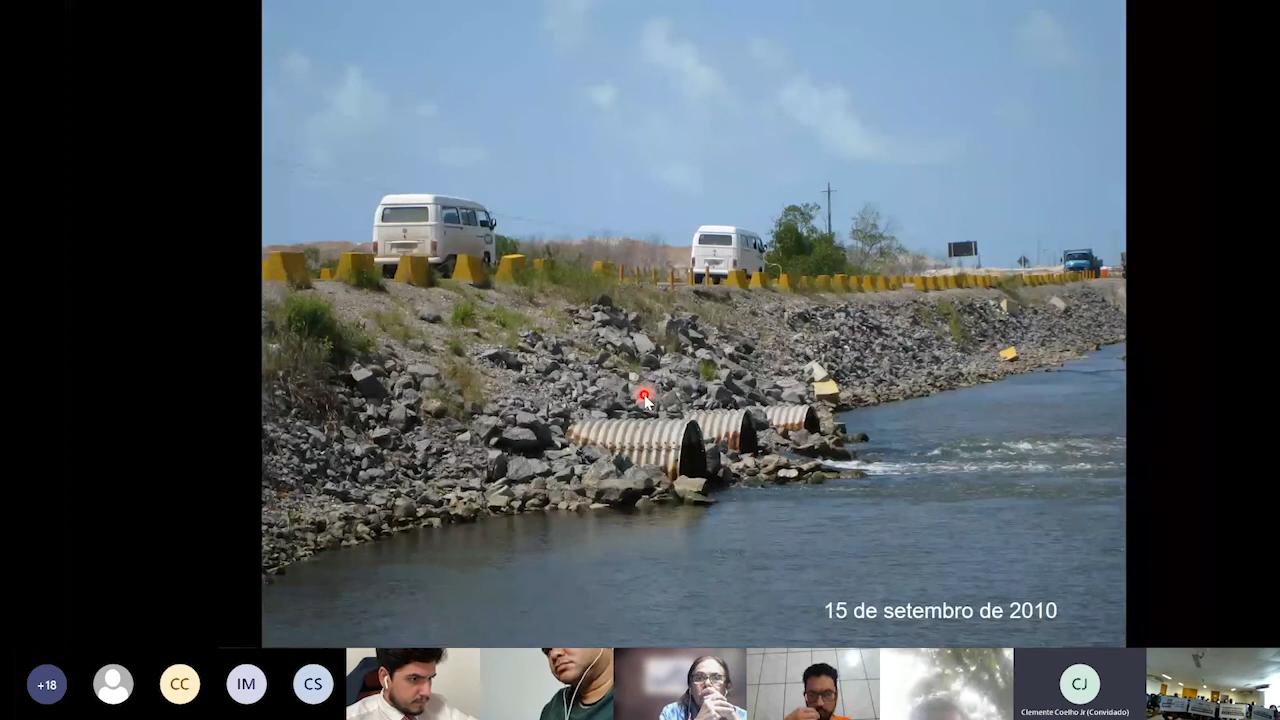 15 de setembro de 2010
+18
CC
IM
CS
CJ
Clemente Coelho Jr (Convidado)